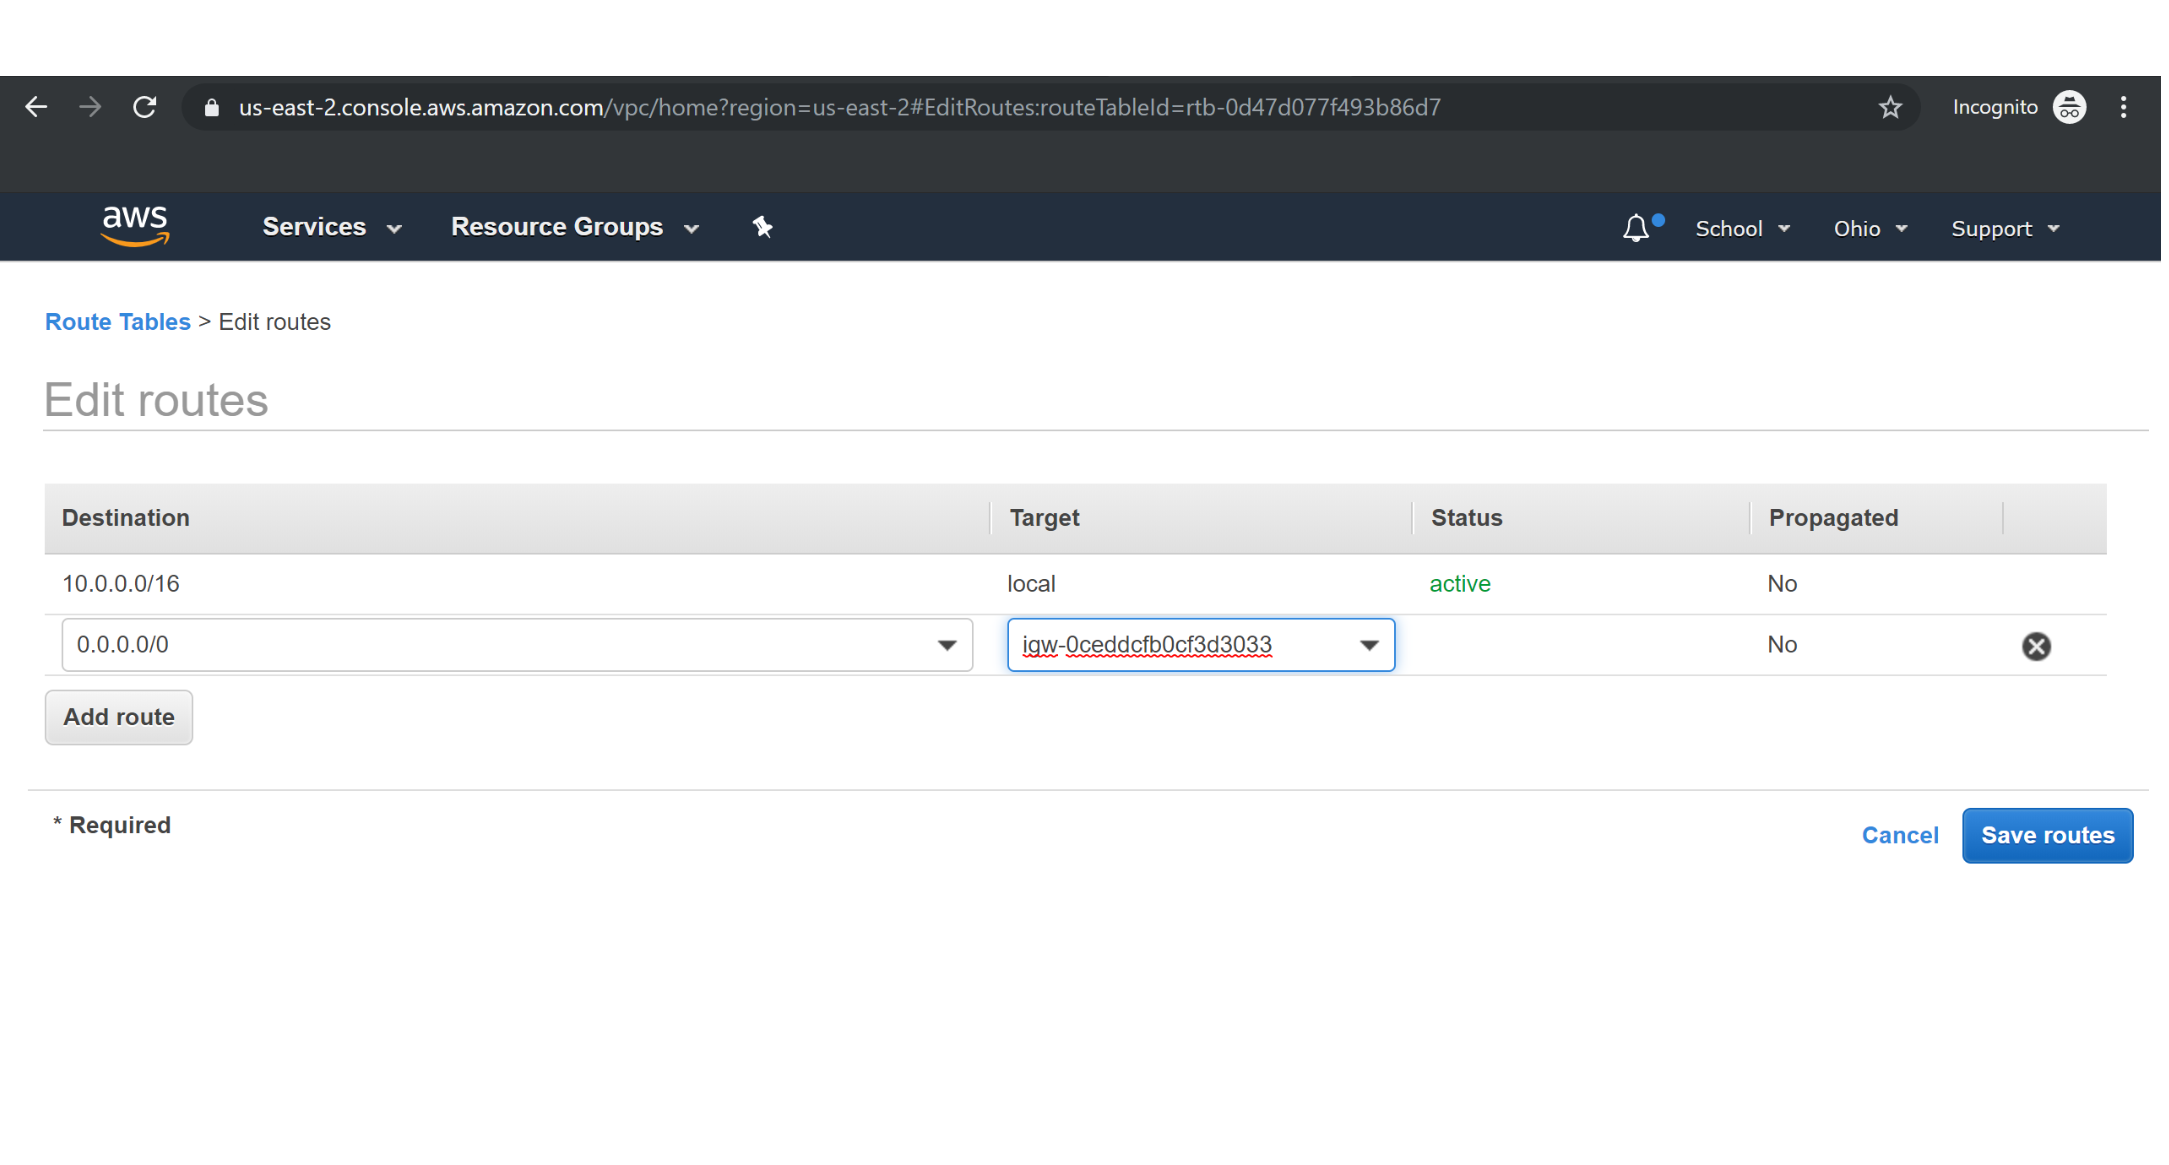 us-east-2.console.aws.amazon.com/vpc/home?region=us-east-2#EditRoutes:routeTableId=rtb-0d47d077f493b86d7 Incognito
aws Services Resource Groups School Ohio Support
Route Tables > Edit routes
Edit routes
Destination Target Status Propagated
10.0.0.0/16 local active No
0.0.0.0/0 igw-0ceddcfb0cf3d3033 No
Add route
* Required
Cancel Save routes